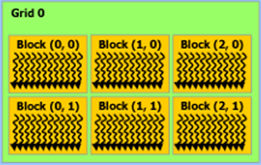 Grid 0
Block (0, 0) Block (1, 0) Block (2, 0)
Block (0, 1) Block (1, 1) Block (2, 1)